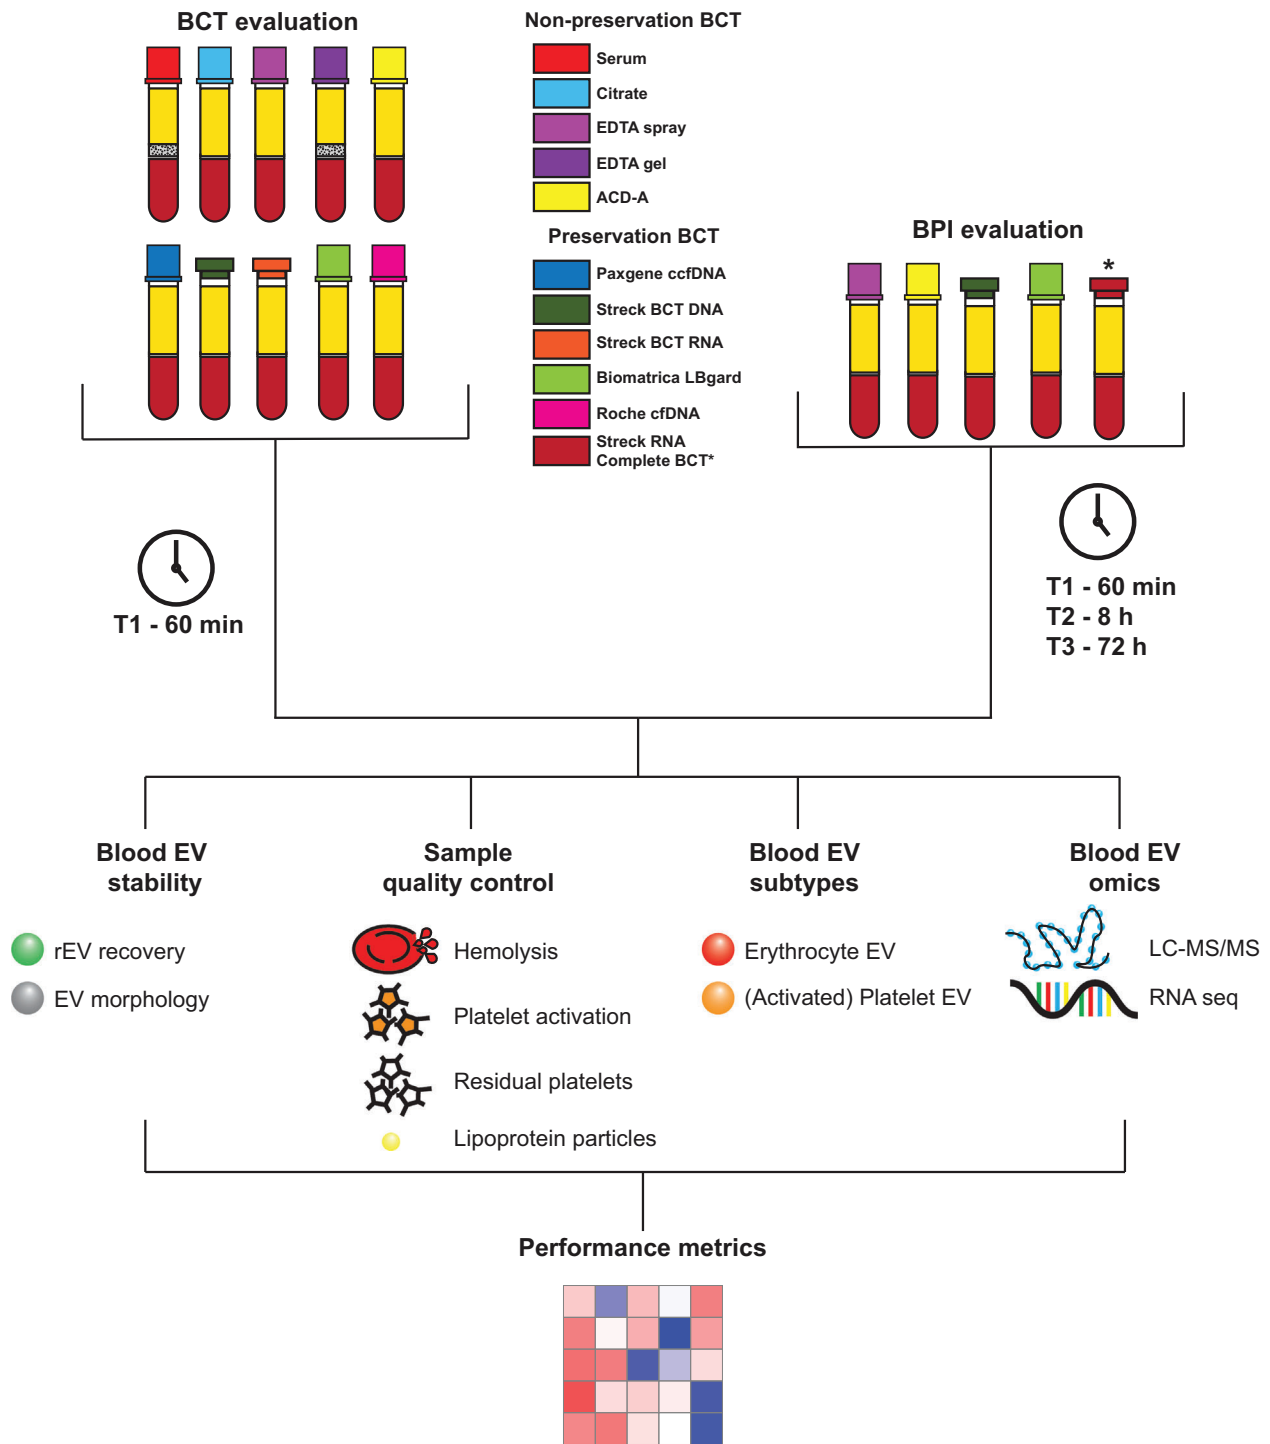 BCT evaluation
Non-preservation BCT
Serum
Citrate
EDTA spray
EDTA gel
ACD-A
Preservation BCT
Paxgene ccfDNA
Streck BCT DNA
Streck BCT RNA
Biomatrica LBgard
Roche cfDNA
Streck RNA
Complete BCT*
BPI evaluation
*
T1 - 60 min
T1 - 60 min
T2 - 8 h
T3 - 72 h
Blood EV
stability
rEV recovery
EV morphology
Sample
quality control
Hemolysis
Platelet activation
Residual platelets
Lipoprotein particles
Blood EV
subtypes
Erythrocyte EV
(Activated) Platelet EV
Blood EV
omics
LC-MS/MS
RNA seq
Performance metrics